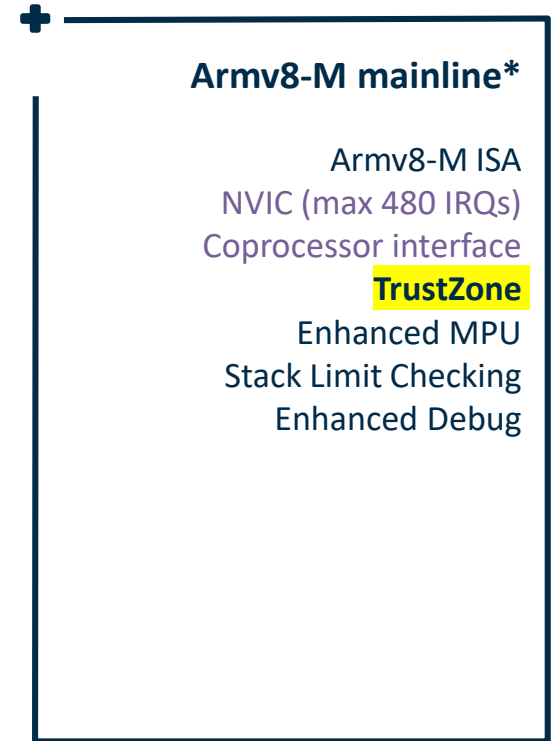 Armv8-M mainline*
Armv8-M ISA
NVIC (max 480 IRQs)
Coprocessor interface
TrustZone
Enhanced MPU
Stack Limit Checking
Enhanced Debug